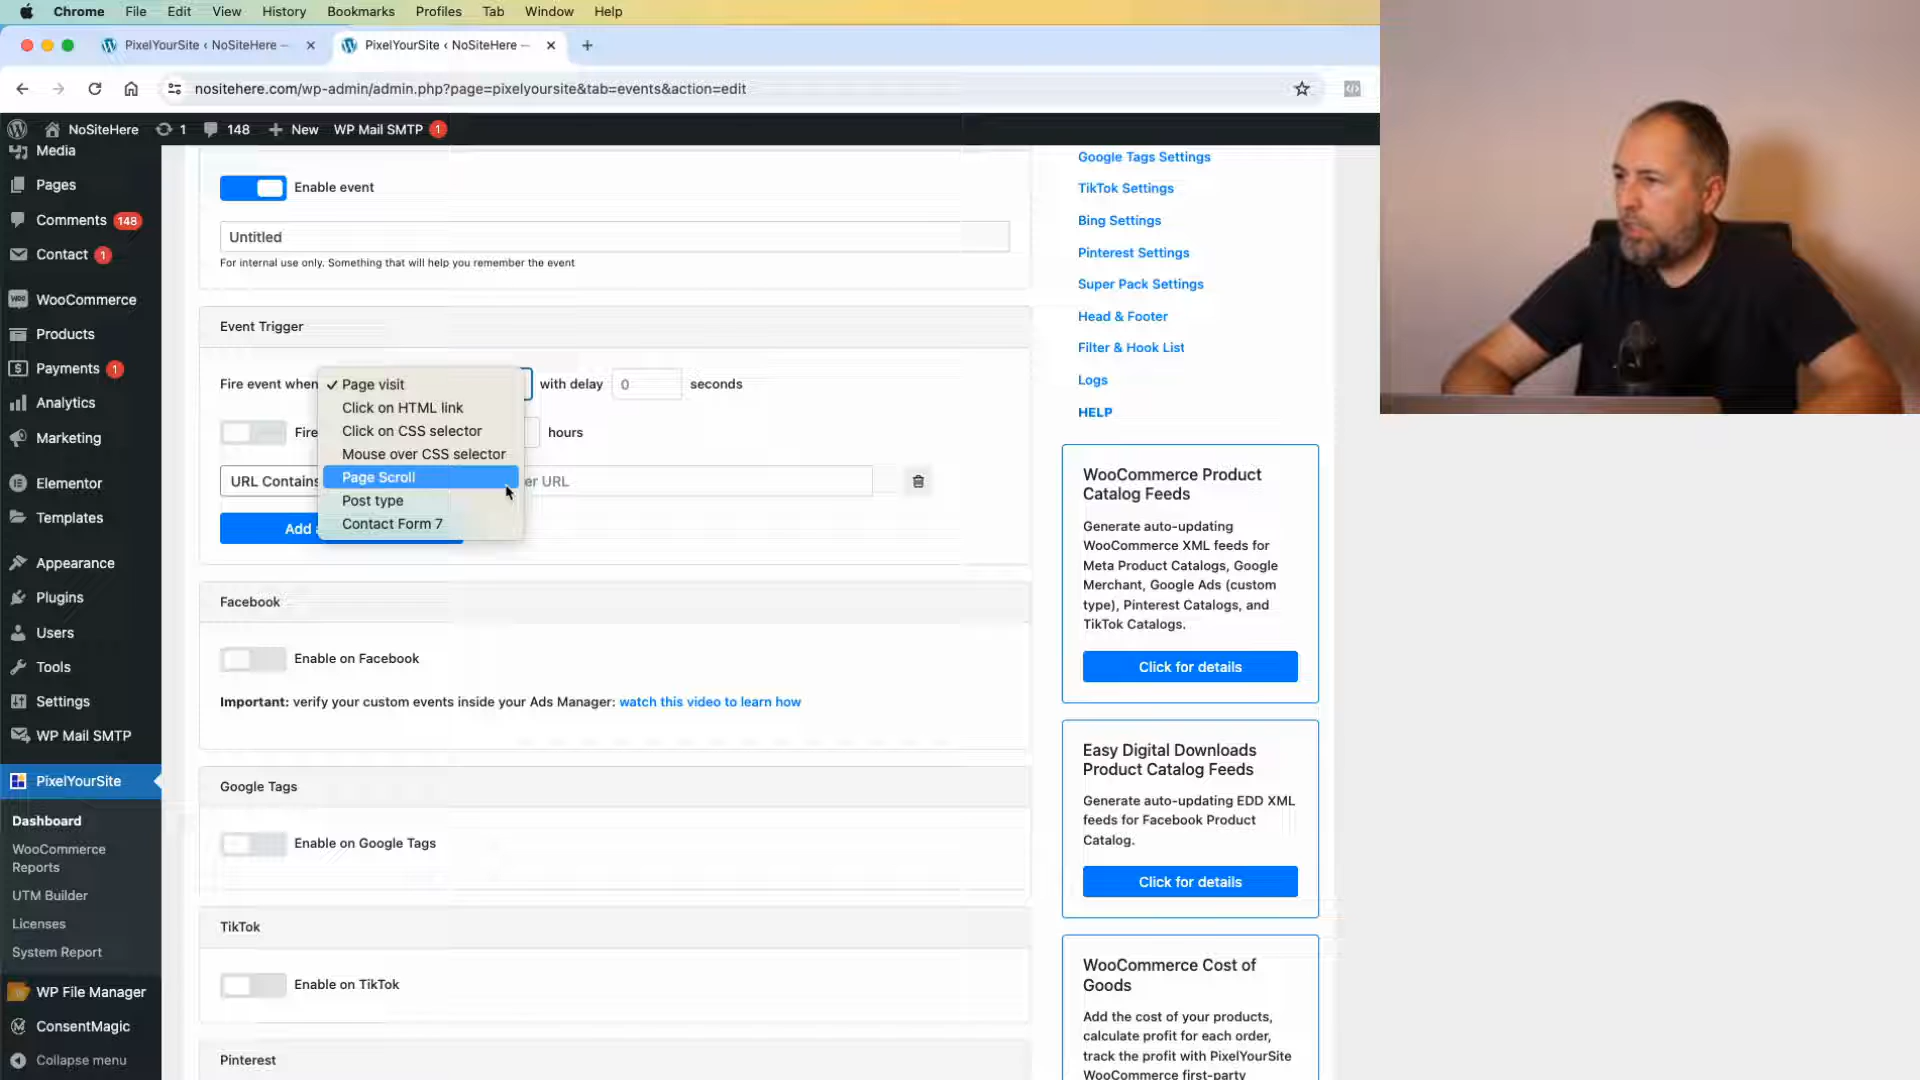 Chrome File Edit View History Bookmarks Profiles Tab Window Help
PixelYourSite ‹ NoSiteHere —
PixelYourSite ‹ NoSiteHere —
nositehere.com/wp-admin/admin.php?page=pixelyoursite&tab=events&action=edit
NoSiteHere 1 148 New WP Mail SMTP 1
Media
Pages
Comments 148
Contact 1
WooCommerce
Products
Payments 1
Analytics
Marketing
Elementor
Templates
Appearance
Plugins
Users
Tools
Settings
WP Mail SMTP
PixelYourSite
Dashboard
WooCommerce
Reports
UTM Builder
Licenses
System Report
WP File Manager
ConsentMagic
Collapse menu
Enable event
Untitled
For internal use only. Something that will help you remember the event
Event Trigger
Fire event when
with delay 0 seconds
Page visit
Click on HTML link
Click on CSS selector
Mouse over CSS selector
Page Scroll
Post type
Contact Form 7
Fire
hours
URL Contains
URL
Add
Facebook
Enable on Facebook
Important: verify your custom events inside your Ads Manager: watch this video to learn how
Google Tags
Enable on Google Tags
TikTok
Enable on TikTok
Pinterest
Google Tags Settings
TikTok Settings
Bing Settings
Pinterest Settings
Super Pack Settings
Head & Footer
Filter & Hook List
Logs
HELP
WooCommerce Product
Catalog Feeds
Generate auto-updating
WooCommerce XML feeds for
Meta Product Catalogs, Google
Merchant, Google Ads (custom
type), Pinterest Catalogs, and
TikTok Catalogs.
Click for details
Easy Digital Downloads
Product Catalog Feeds
Generate auto-updating EDD XML
feeds for Facebook Product
Catalog.
Click for details
WooCommerce Cost of
Goods
Add the cost of your products,
calculate profit for each order,
track the profit with PixelYourSite
WooCommerce first-party